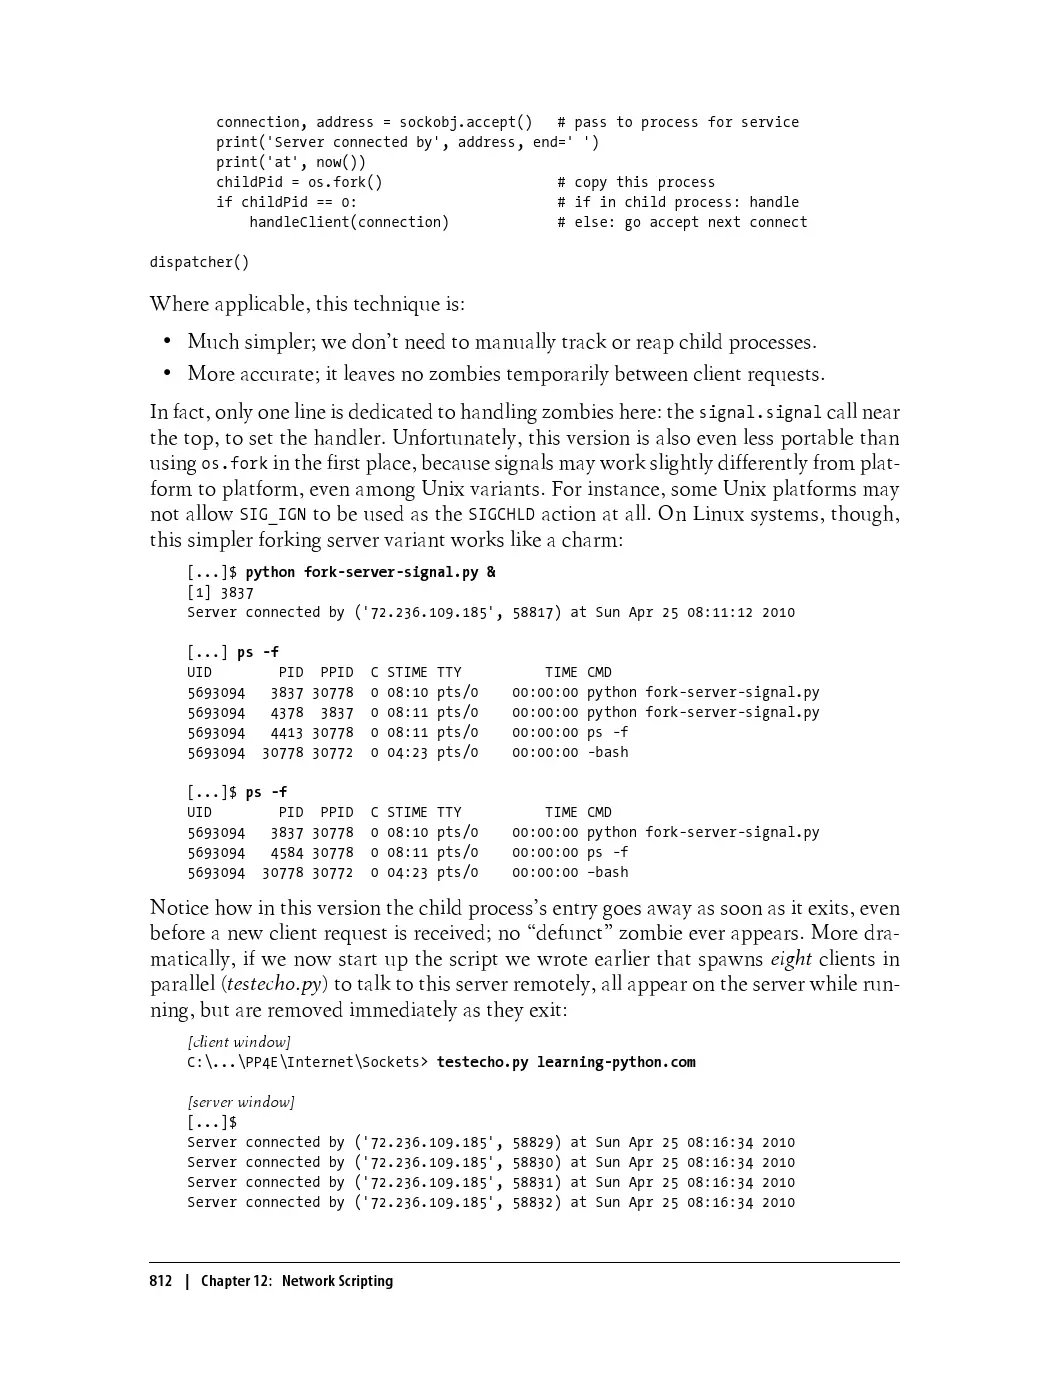 connection, address = sockobj.accept()   # pass to process for service
print('Server connected by', address, end=' ')
print('at', now())
childPid = os.fork()                     # copy this process
if childPid == 0:                        # if in child process: handle
    handleClient(connection)             # else: go accept next connect
dispatcher()
Where applicable, this technique is:
• Much simpler; we don’t need to manually track or reap child processes.
• More accurate; it leaves no zombies temporarily between client requests.
In fact, only one line is dedicated to handling zombies here: the signal.signal call near
the top, to set the handler. Unfortunately, this version is also even less portable than
using os.fork in the first place, because signals may work slightly differently from plat-
form to platform, even among Unix variants. For instance, some Unix platforms may
not allow SIG_IGN to be used as the SIGCHLD action at all. On Linux systems, though,
this simpler forking server variant works like a charm:
[...]$ python fork-server-signal.py &
[1] 3837
Server connected by ('72.236.109.185', 58817) at Sun Apr 25 08:11:12 2010
[...] ps -f
UID        PID  PPID  C STIME TTY          TIME CMD
5693094   3837 30778  0 08:10 pts/0    00:00:00 python fork-server-signal.py
5693094   4378  3837  0 08:11 pts/0    00:00:00 python fork-server-signal.py
5693094   4413 30778  0 08:11 pts/0    00:00:00 ps -f
5693094  30778 30772  0 04:23 pts/0    00:00:00 -bash
[...]$ ps -f
UID        PID  PPID  C STIME TTY          TIME CMD
5693094   3837 30778  0 08:10 pts/0    00:00:00 python fork-server-signal.py
5693094   4584 30778  0 08:11 pts/0    00:00:00 ps -f
5693094  30778 30772  0 04:23 pts/0    00:00:00 -bash
Notice how in this version the child process’s entry goes away as soon as it exits, even
before a new client request is received; no “defunct” zombie ever appears. More dra-
matically, if we now start up the script we wrote earlier that spawns eight clients in
parallel (testecho.py) to talk to this server remotely, all appear on the server while run-
ning, but are removed immediately as they exit:
[client window]
C:\...\PP4E\Internet\Sockets> testecho.py learning-python.com
[server window]
[...]$
Server connected by ('72.236.109.185', 58829) at Sun Apr 25 08:16:34 2010
Server connected by ('72.236.109.185', 58830) at Sun Apr 25 08:16:34 2010
Server connected by ('72.236.109.185', 58831) at Sun Apr 25 08:16:34 2010
Server connected by ('72.236.109.185', 58832) at Sun Apr 25 08:16:34 2010
812 | Chapter 12: Network Scripting